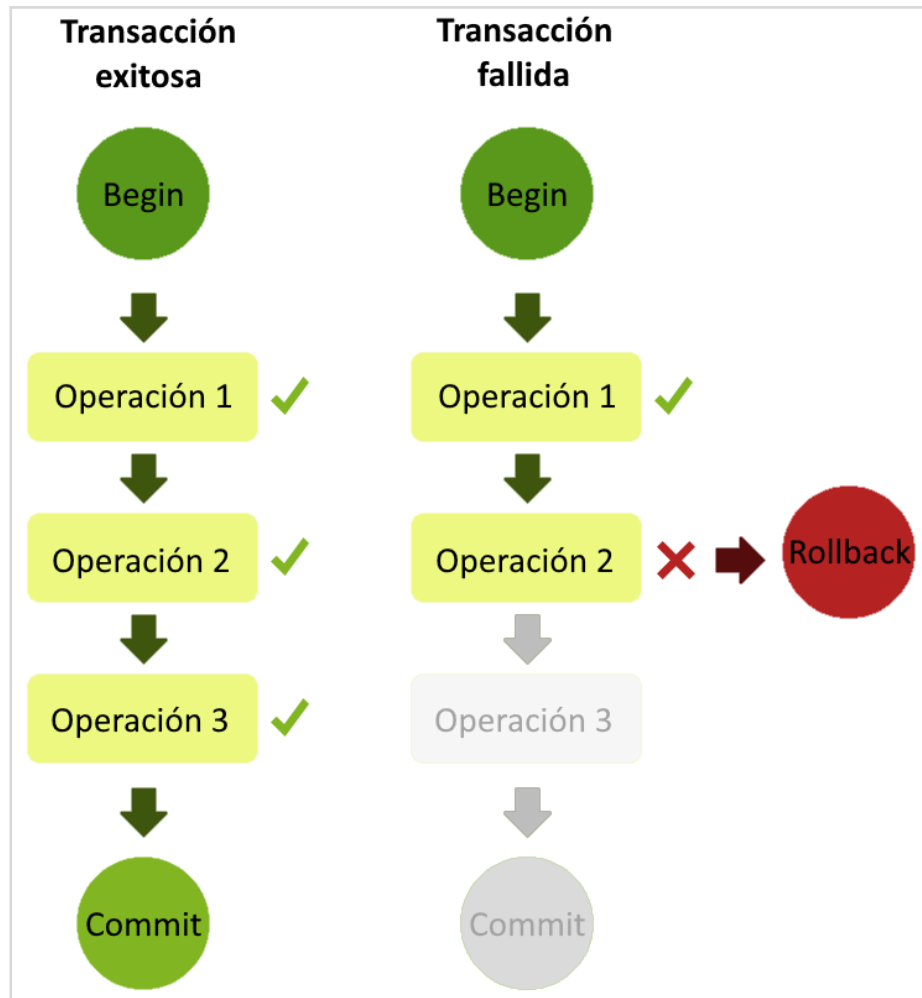 Transacción
exitosa
Begin
Operación 1
Operación 2
Operación 3
Commit
Transacción
fallida
Begin
Operación 1
Operación 2
Rollback
Operación 3
Commit